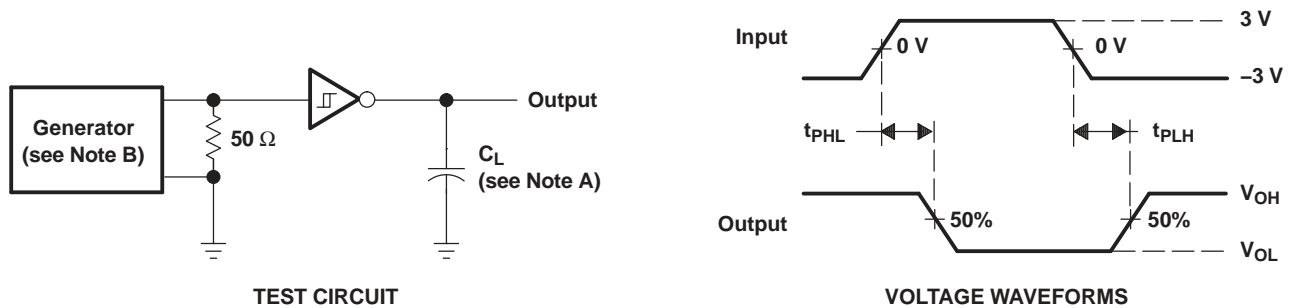 Generator
(see Note B)
50 Ω
Output
C_L
(see Note A)
TEST CIRCUIT
Input
0 V
0 V
3 V
–3 V
t_PHL
t_PLH
Output
50%
50%
V_OH
V_OL
VOLTAGE WAVEFORMS